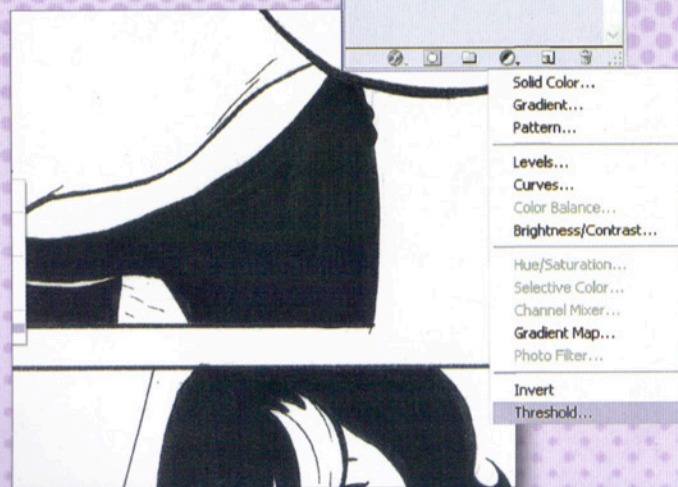 Solid Color...
Gradient...
Pattern...
Levels...
Curves...
Color Balance...
Brightness/Contrast...
Hue/Saturation...
Selective Color...
Channel Mixer...
Gradient Map...
Photo Filter...
Invert
Threshold...